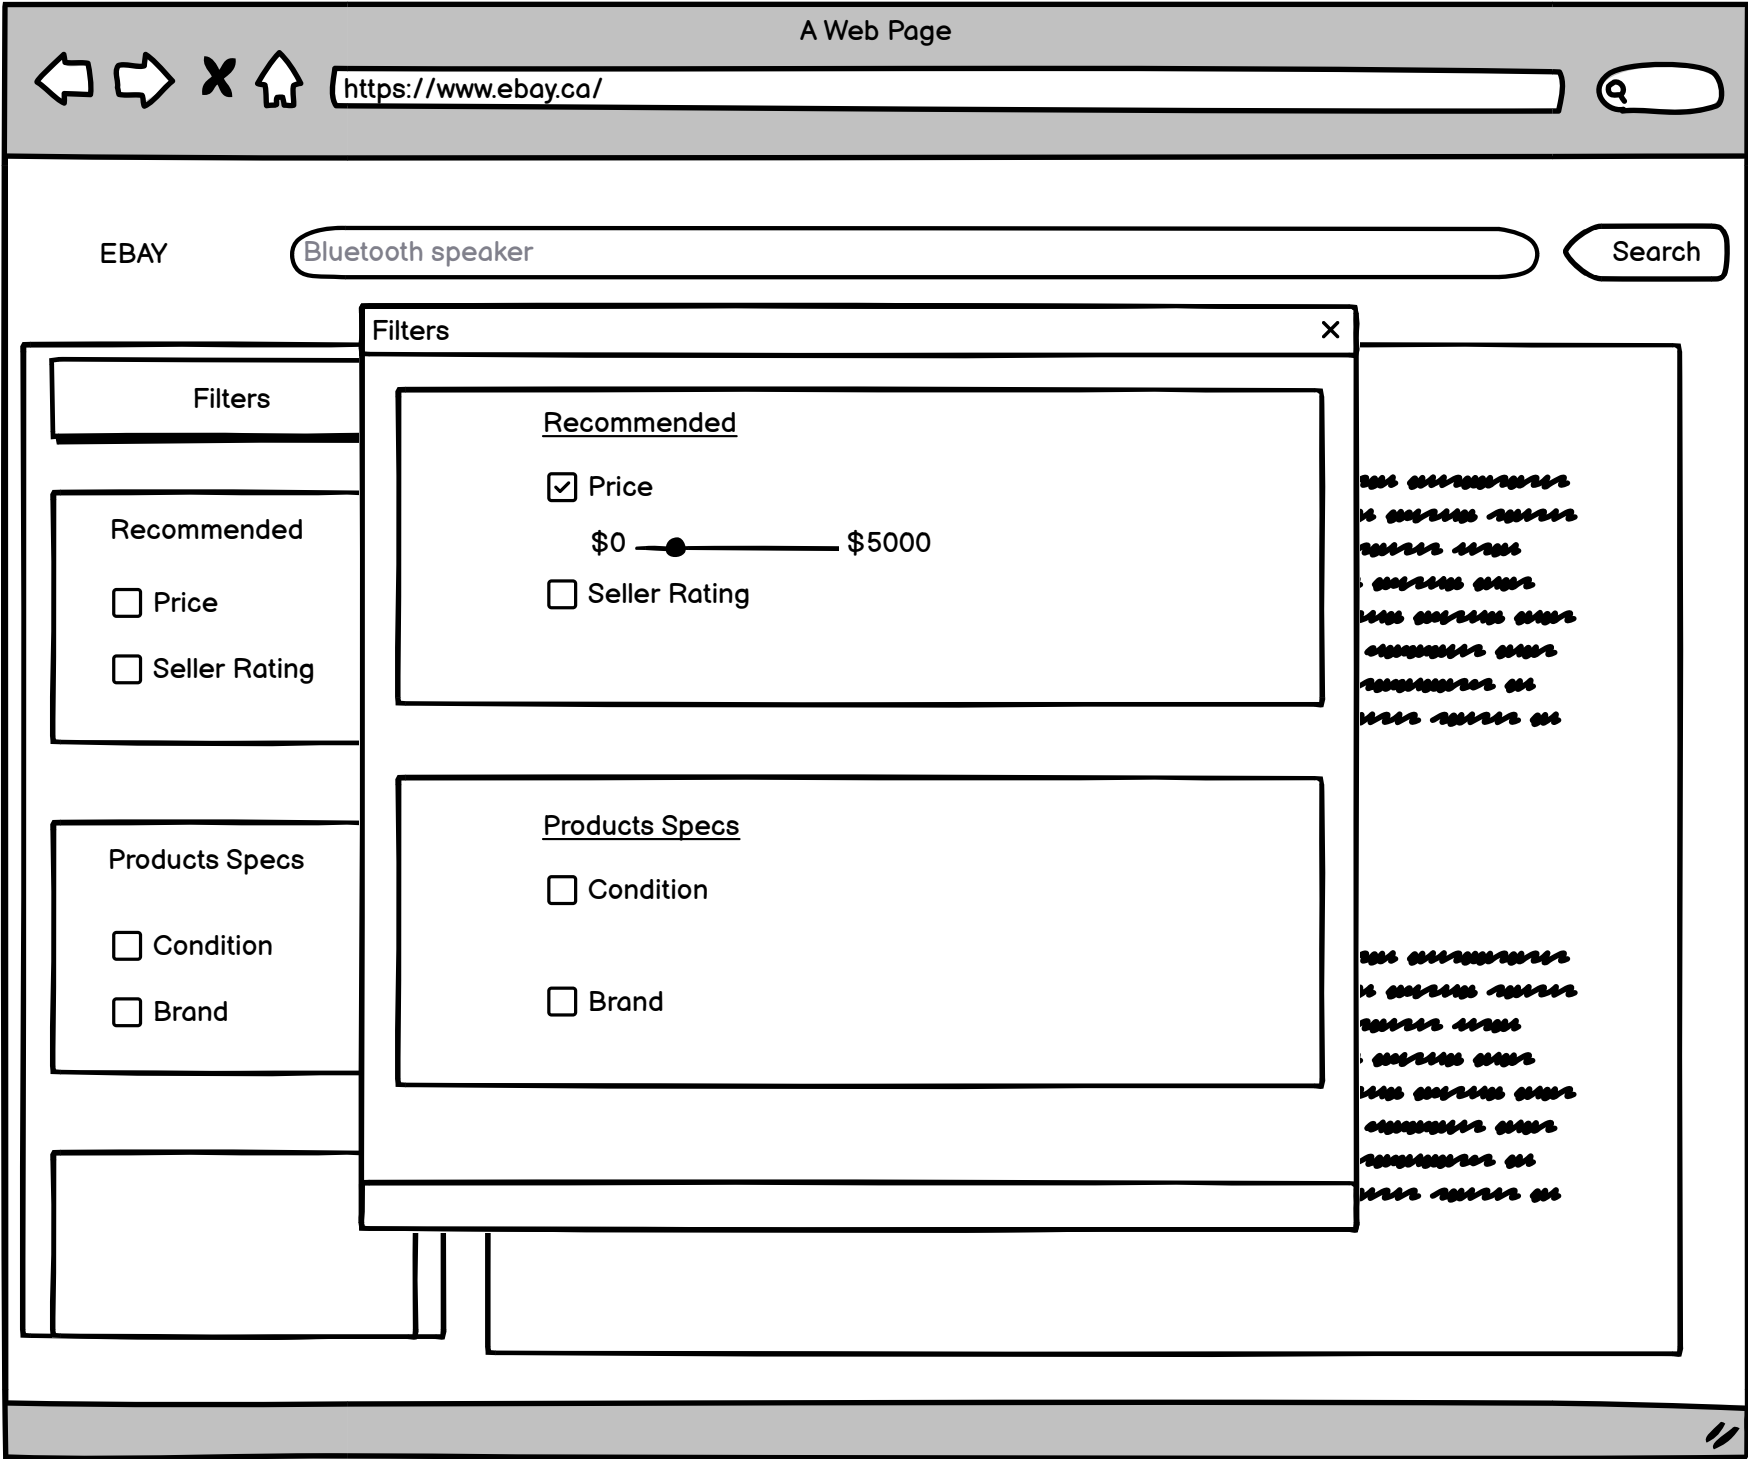 A Web Page
https://www.ebay.ca/
EBAY
Bluetooth speaker
Search
Filters
Filters
Recommended
Price
Seller Rating
Products Specs
Condition
Brand
Recommended
Price
$0 $5000
Seller Rating
Products Specs
Condition
Brand